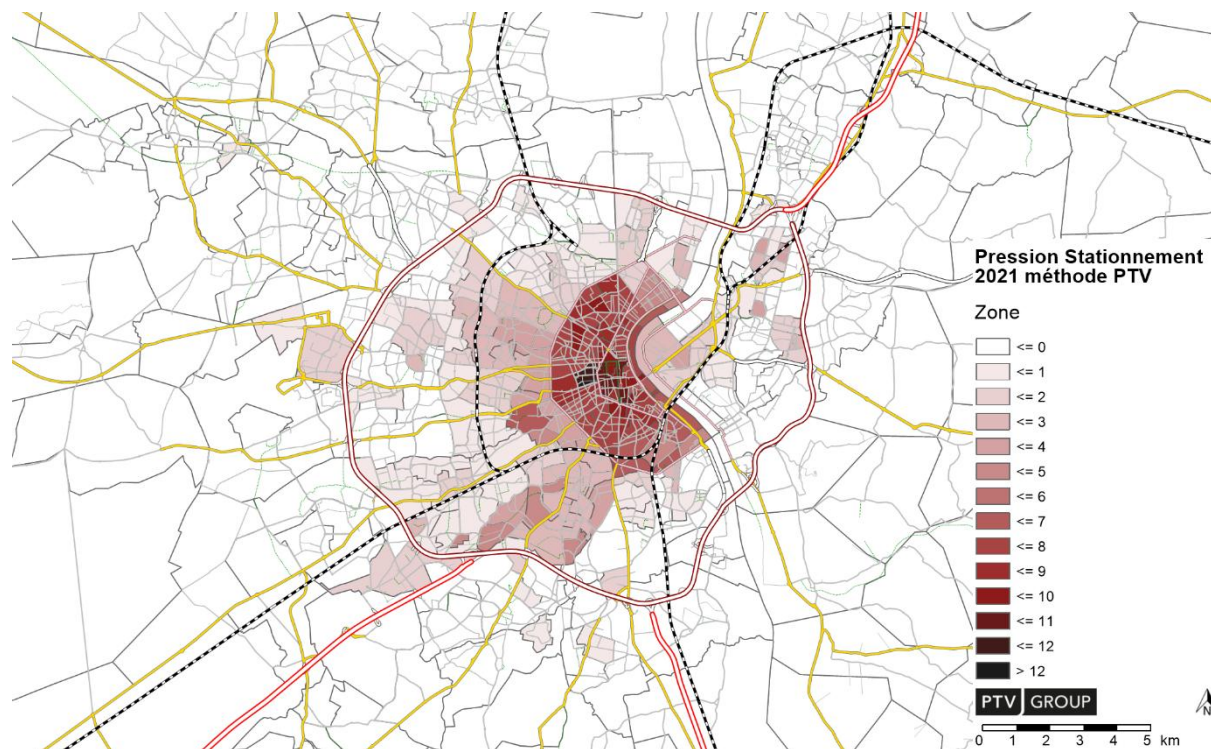 Pression Stationnement
2021 méthode PTV
Zone
<= 0
<= 1
<= 2
<= 3
<= 4
<= 5
<= 6
<= 7
<= 8
<= 9
<= 10
<= 11
<= 12
> 12
PTV GROUP
N
0 1 2 3 4 5 km